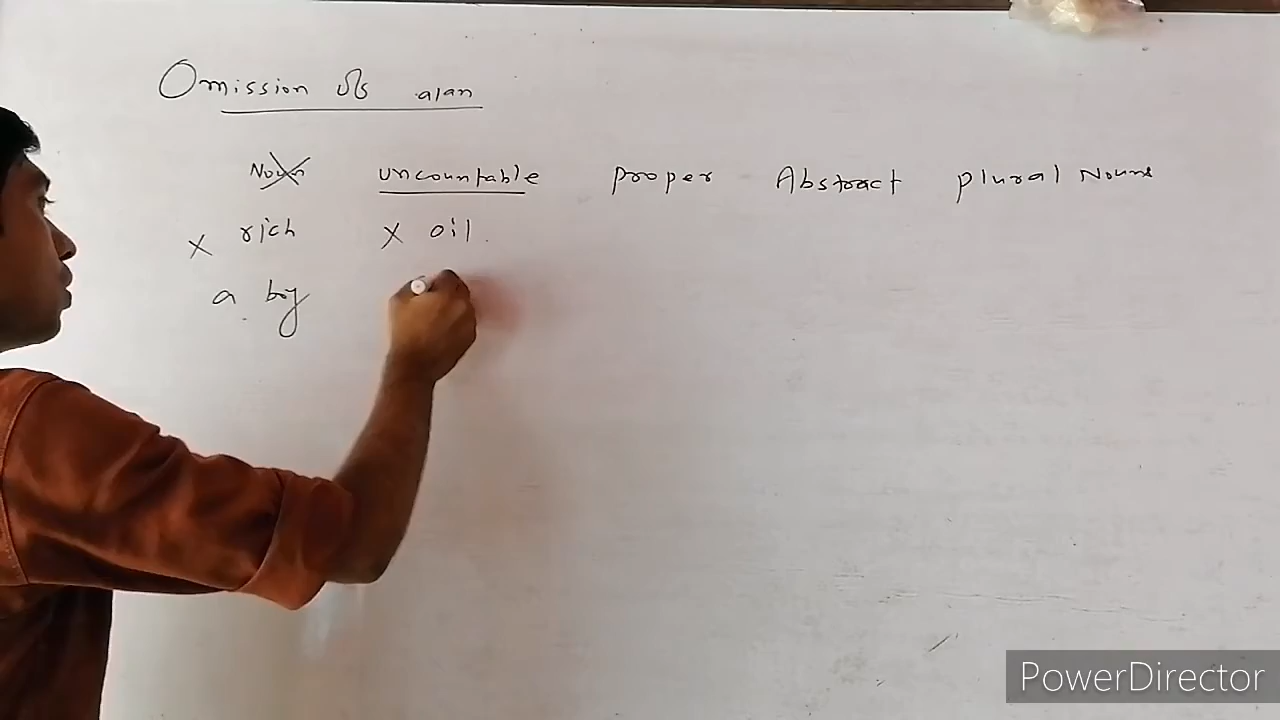 Omission of a/an
Noun uncountable proper Abstract plural Nouns
X rich X oil.
a boy
PowerDirector